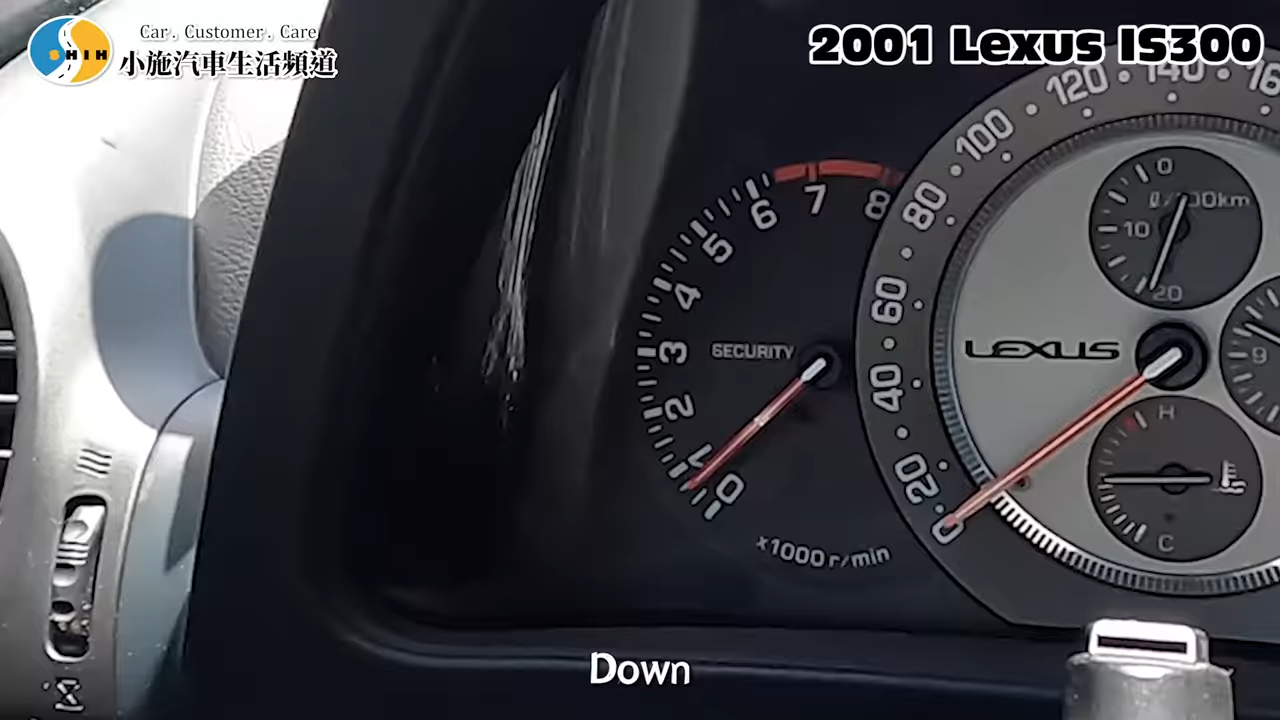 Car. Customer. Care
SHIH
小施汽車生活頻道
2001 Lexus IS300
0
1
2
3
4
5
6
7
8
SECURITY
x1000 r/min
0
20
40
60
80
100
120
140
0
10
20
LEXUS
9
H
C
Down